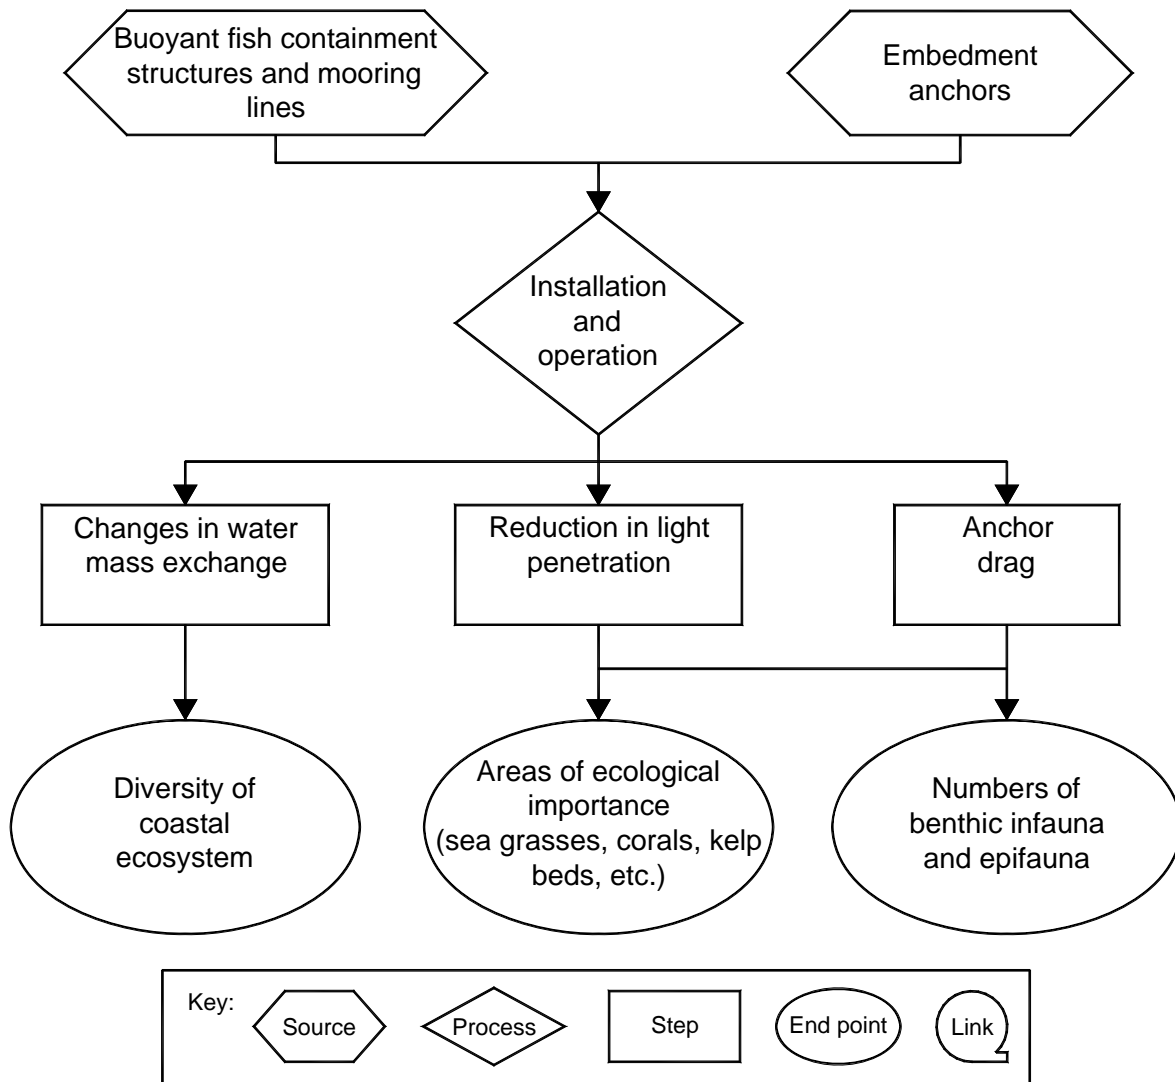 Buoyant fish containment
structures and mooring
lines
Embedment
anchors
Installation
and
operation
Changes in water
mass exchange
Reduction in light
penetration
Anchor
drag
Diversity of
coastal
ecosystem
Areas of ecological
importance
(sea grasses, corals, kelp
beds, etc.)
Numbers of
benthic infauna
and epifauna
Key:
Source
Process
Step
End point
Link